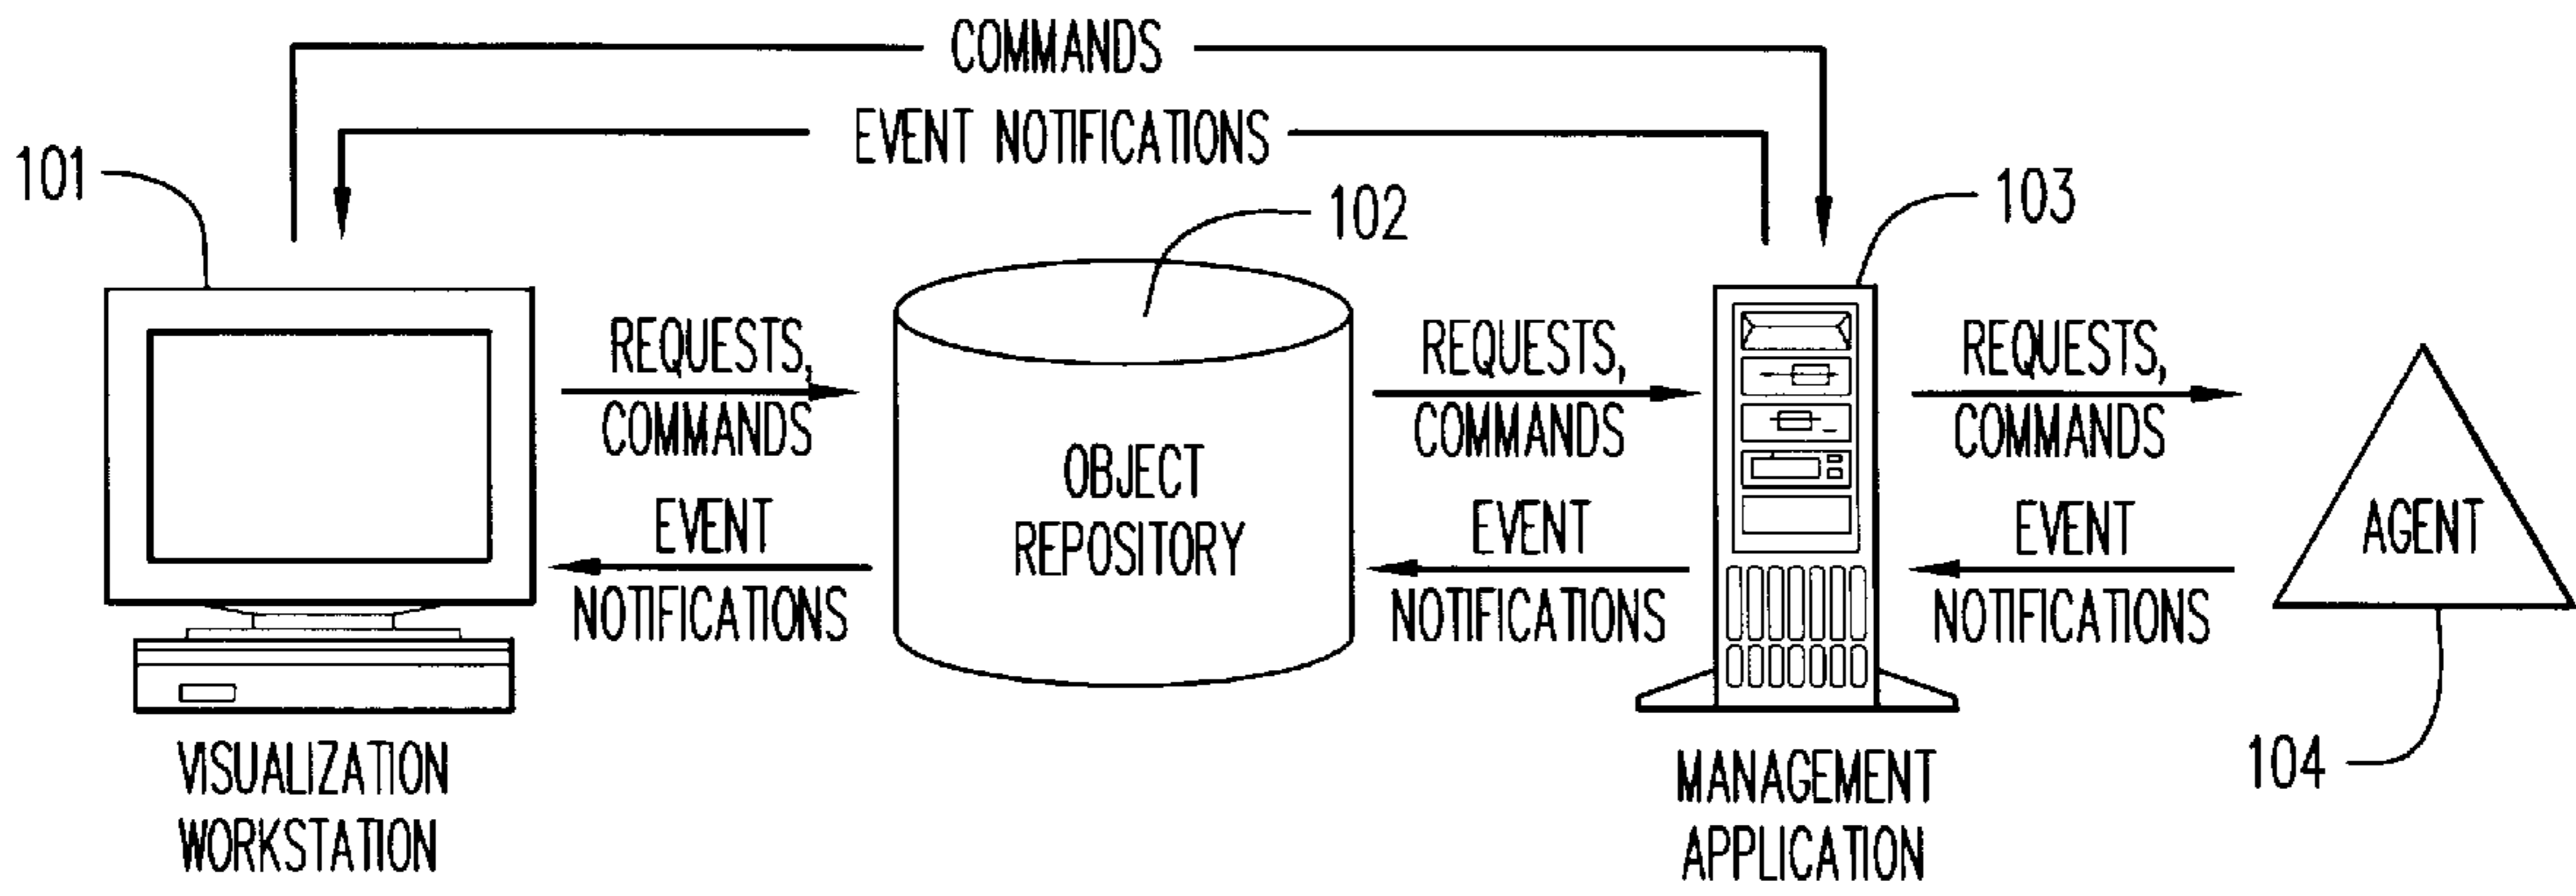 COMMANDS
EVENT NOTIFICATIONS
101
102
103
REQUESTS,
COMMANDS
EVENT
NOTIFICATIONS
OBJECT
REPOSITORY
REQUESTS,
COMMANDS
EVENT
NOTIFICATIONS
REQUESTS,
COMMANDS
EVENT
NOTIFICATIONS
AGENT
104
VISUALIZATION
WORKSTATION
MANAGEMENT
APPLICATION